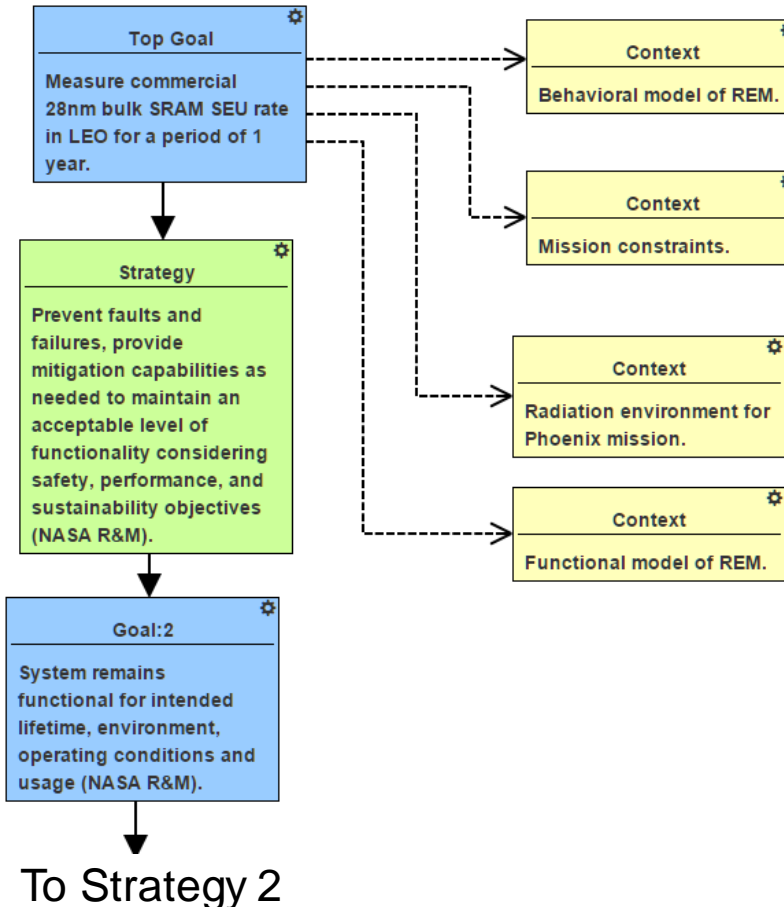 Top Goal
Measure commercial
28nm bulk SRAM SEU rate
in LEO for a period of 1
year.
Context
Behavioral model of REM.
Context
Mission constraints.
Strategy
Prevent faults and
failures, provide
mitigation capabilities as
needed to maintain an
acceptable level of
functionality considering
safety, performance, and
sustainability objectives
(NASA R&M).
Context
Radiation environment for
Phoenix mission.
Context
Functional model of REM.
Goal:2
System remains
functional for intended
lifetime, environment,
operating conditions and
usage (NASA R&M).
To Strategy 2